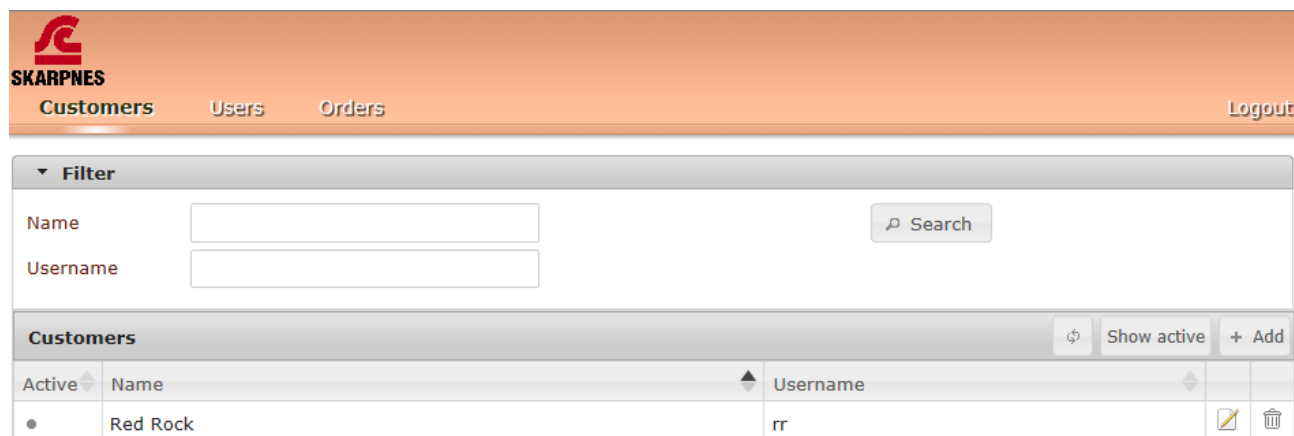 SKARPNES
Customers Users Orders Logout
Filter
Name Search
Username
Customers Show active + Add
Active Name Username
Red Rock rr